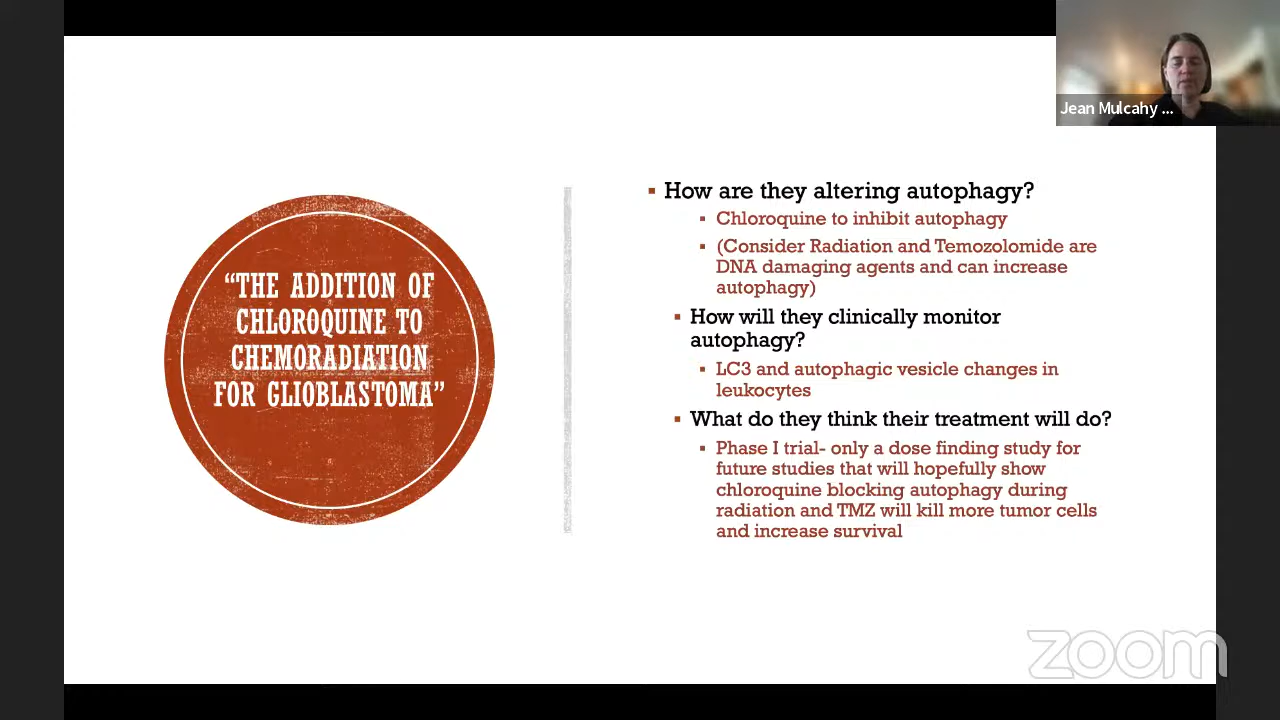 Jean Mulcahy ...
“THE ADDITION OF
CHLOROQUINE TO
CHEMORADIATION
FOR GLIOBLASTOMA”
▪ How are they altering autophagy?
▪ Chloroquine to inhibit autophagy
▪ (Consider Radiation and Temozolomide are
DNA damaging agents and can increase
autophagy)
▪ How will they clinically monitor
autophagy?
▪ LC3 and autophagic vesicle changes in
leukocytes
▪ What do they think their treatment will do?
▪ Phase I trial- only a dose finding study for
future studies that will hopefully show
chloroquine blocking autophagy during
radiation and TMZ will kill more tumor cells
and increase survival
zoom